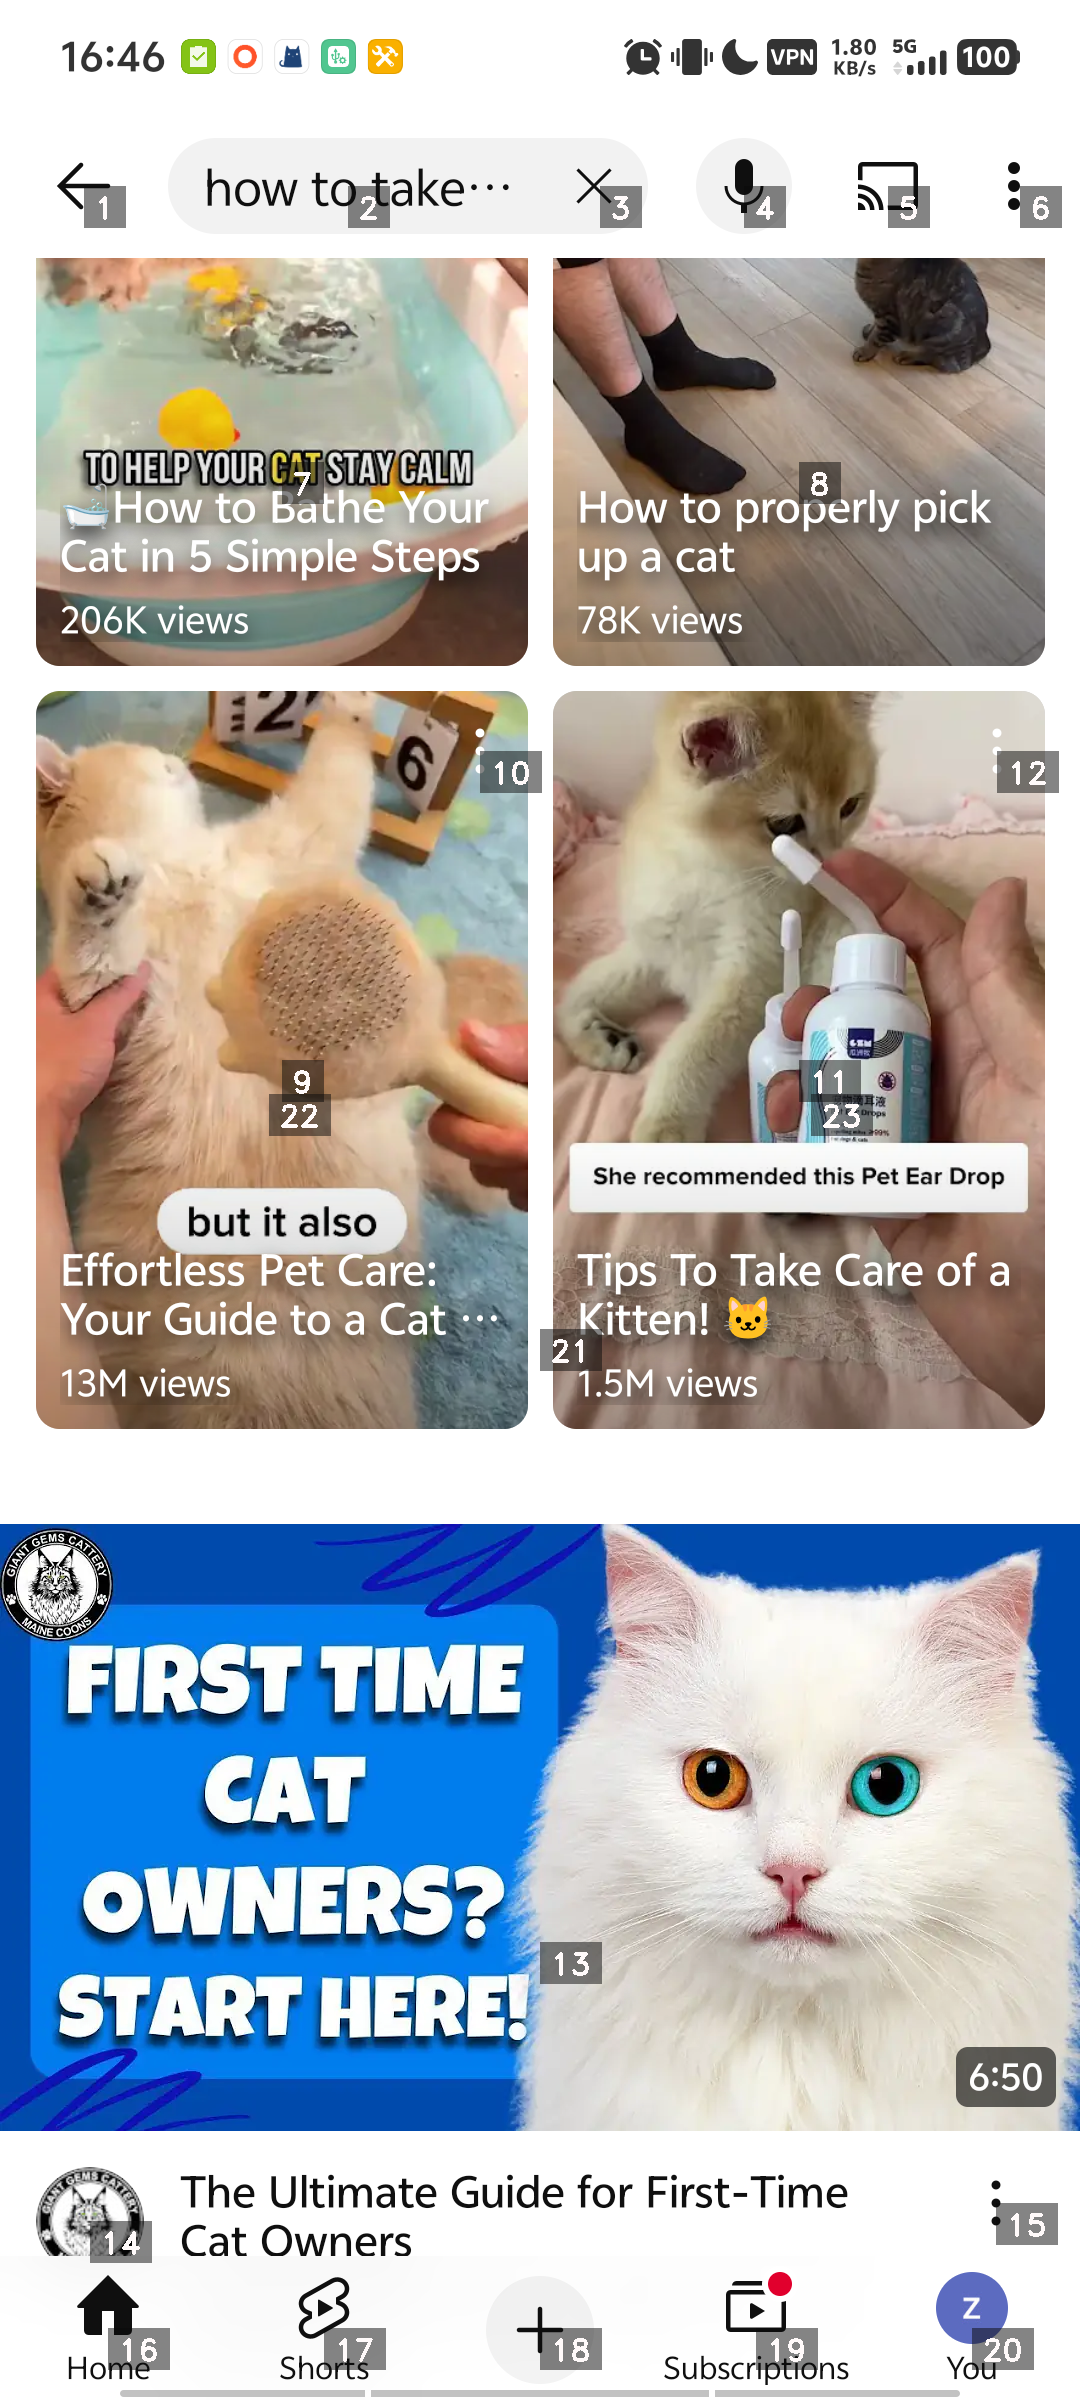 16:46
VPN
1.80
KB/s
5G
100
how to take...
1
2
3
4
5
6
TO HELP YOUR CAT STAY CALM
7
🛁How to Bathe Your
Cat in 5 Simple Steps
206K views
8
How to properly pick
up a cat
78K views
2
6
10
9
22
but it also
Effortless Pet Care:
Your Guide to a Cat ...
13M views
12
11
23
Drops
She recommended this Pet Ear Drop
Tips To Take Care of a
Kitten! 🐱
21
1.5M views
GIANT GEMS CATTERY
MAINE COONS
FIRST TIME
CAT
OWNERS?
START HERE!
13
6:50
14
The Ultimate Guide for First-Time
Cat Owners
15
16
17
18
19
20
Home
Shorts
Subscriptions
Z
You